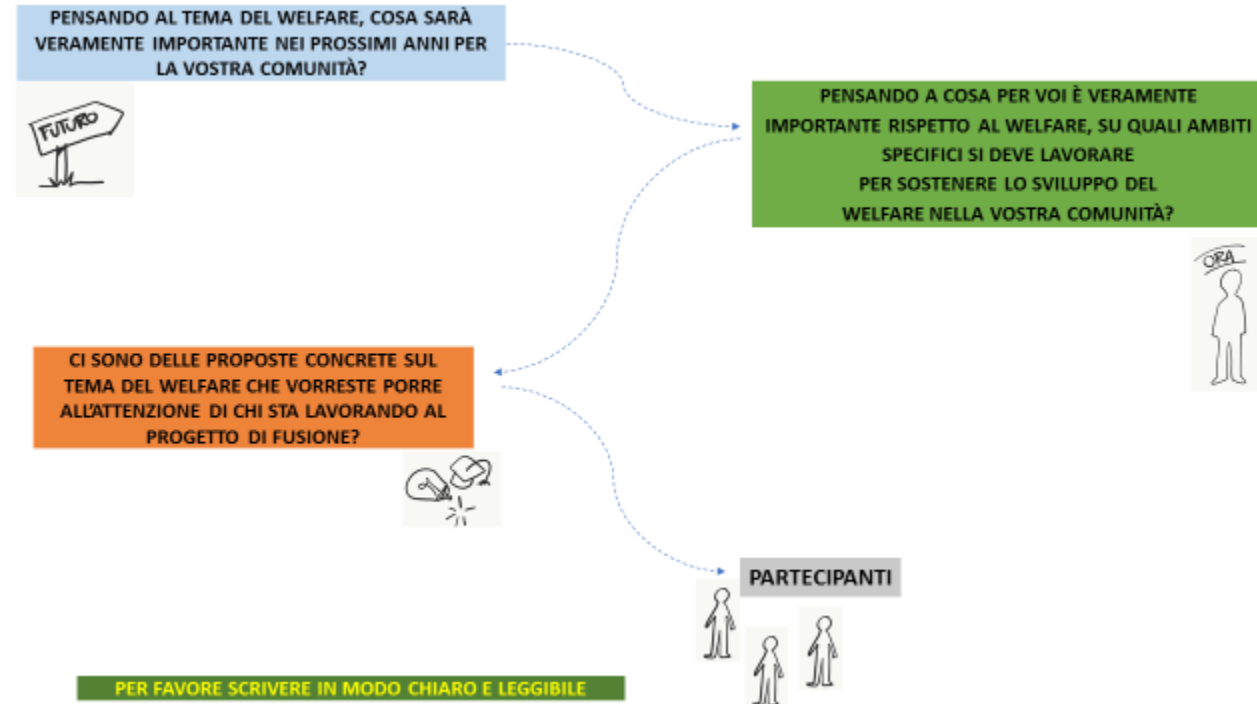 PENSANDO AL TEMA DEL WELFARE, COSA SARÀ
VERAMENTE IMPORTANTE NEI PROSSIMI ANNI PER
LA VOSTRA COMUNITÀ?
FUTURO
PENSANDO A COSA PER VOI È VERAMENTE
IMPORTANTE RISPETTO AL WELFARE, SU QUALI AMBITI
SPECIFICI SI DEVE LAVORARE
PER SOSTENERE LO SVILUPPO DEL
WELFARE NELLA VOSTRA COMUNITÀ?
ORA
CI SONO DELLE PROPOSTE CONCRETE SUL
TEMA DEL WELFARE CHE VORRESTE PORRE
ALL'ATTENZIONE DI CHI STA LAVORANDO AL
PROGETTO DI FUSIONE?
PARTECIPANTI
PER FAVORE SCRIVERE IN MODO CHIARO E LEGGIBILE